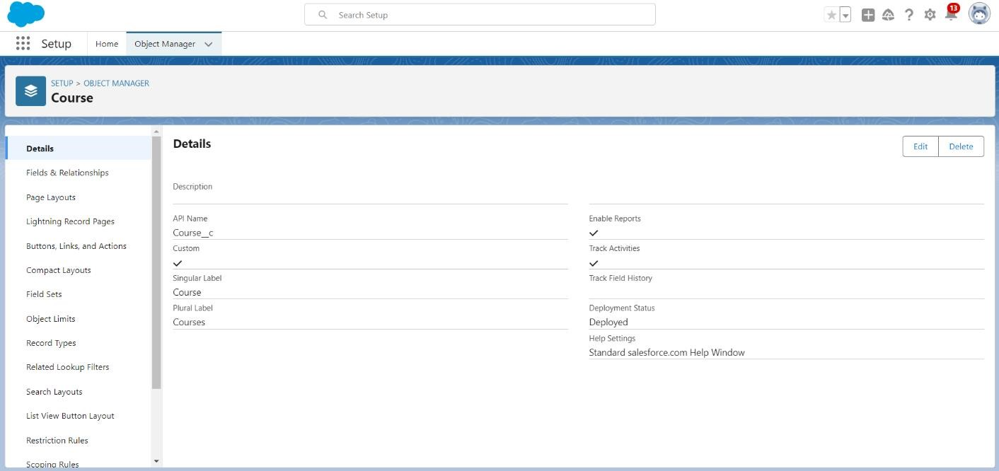 Search Setup
13
Setup
Home
Object Manager
SETUP > OBJECT MANAGER
Course
Details
Fields & Relationships
Page Layouts
Lightning Record Pages
Buttons, Links, and Actions
Compact Layouts
Field Sets
Object Limits
Record Types
Related Lookup Filters
Search Layouts
List View Button Layout
Restriction Rules
Scoping Rules
Details
Edit
Delete
Description
API Name
Course__c
Custom
Singular Label
Course
Plural Label
Courses
Enable Reports
Track Activities
Track Field History
Deployment Status
Deployed
Help Settings
Standard salesforce.com Help Window